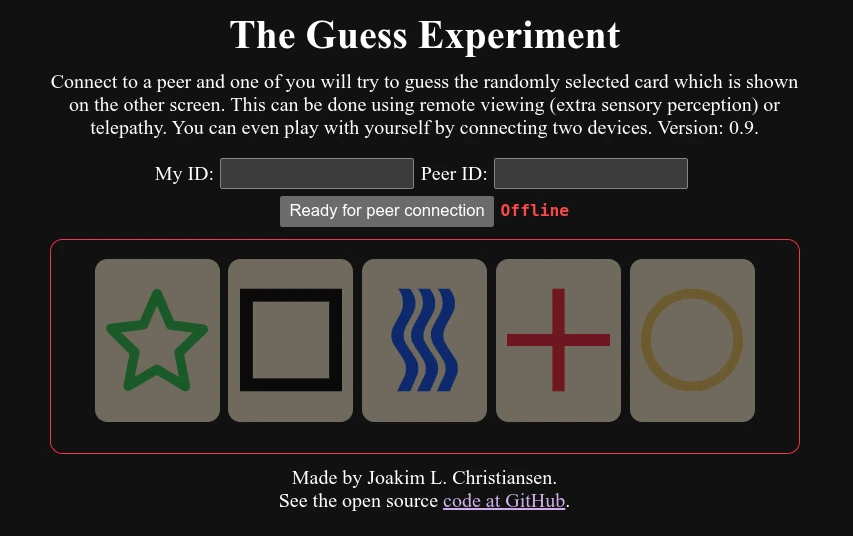 The Guess Experiment
Connect to a peer and one of you will try to guess the randomly selected card which is shown
on the other screen. This can be done using remote viewing (extra sensory perception) or
telepathy. You can even play with yourself by connecting two devices. Version: 0.9.
My ID: Peer ID:
Ready for peer connection Offline
Made by Joakim L. Christiansen.
See the open source code at GitHub.